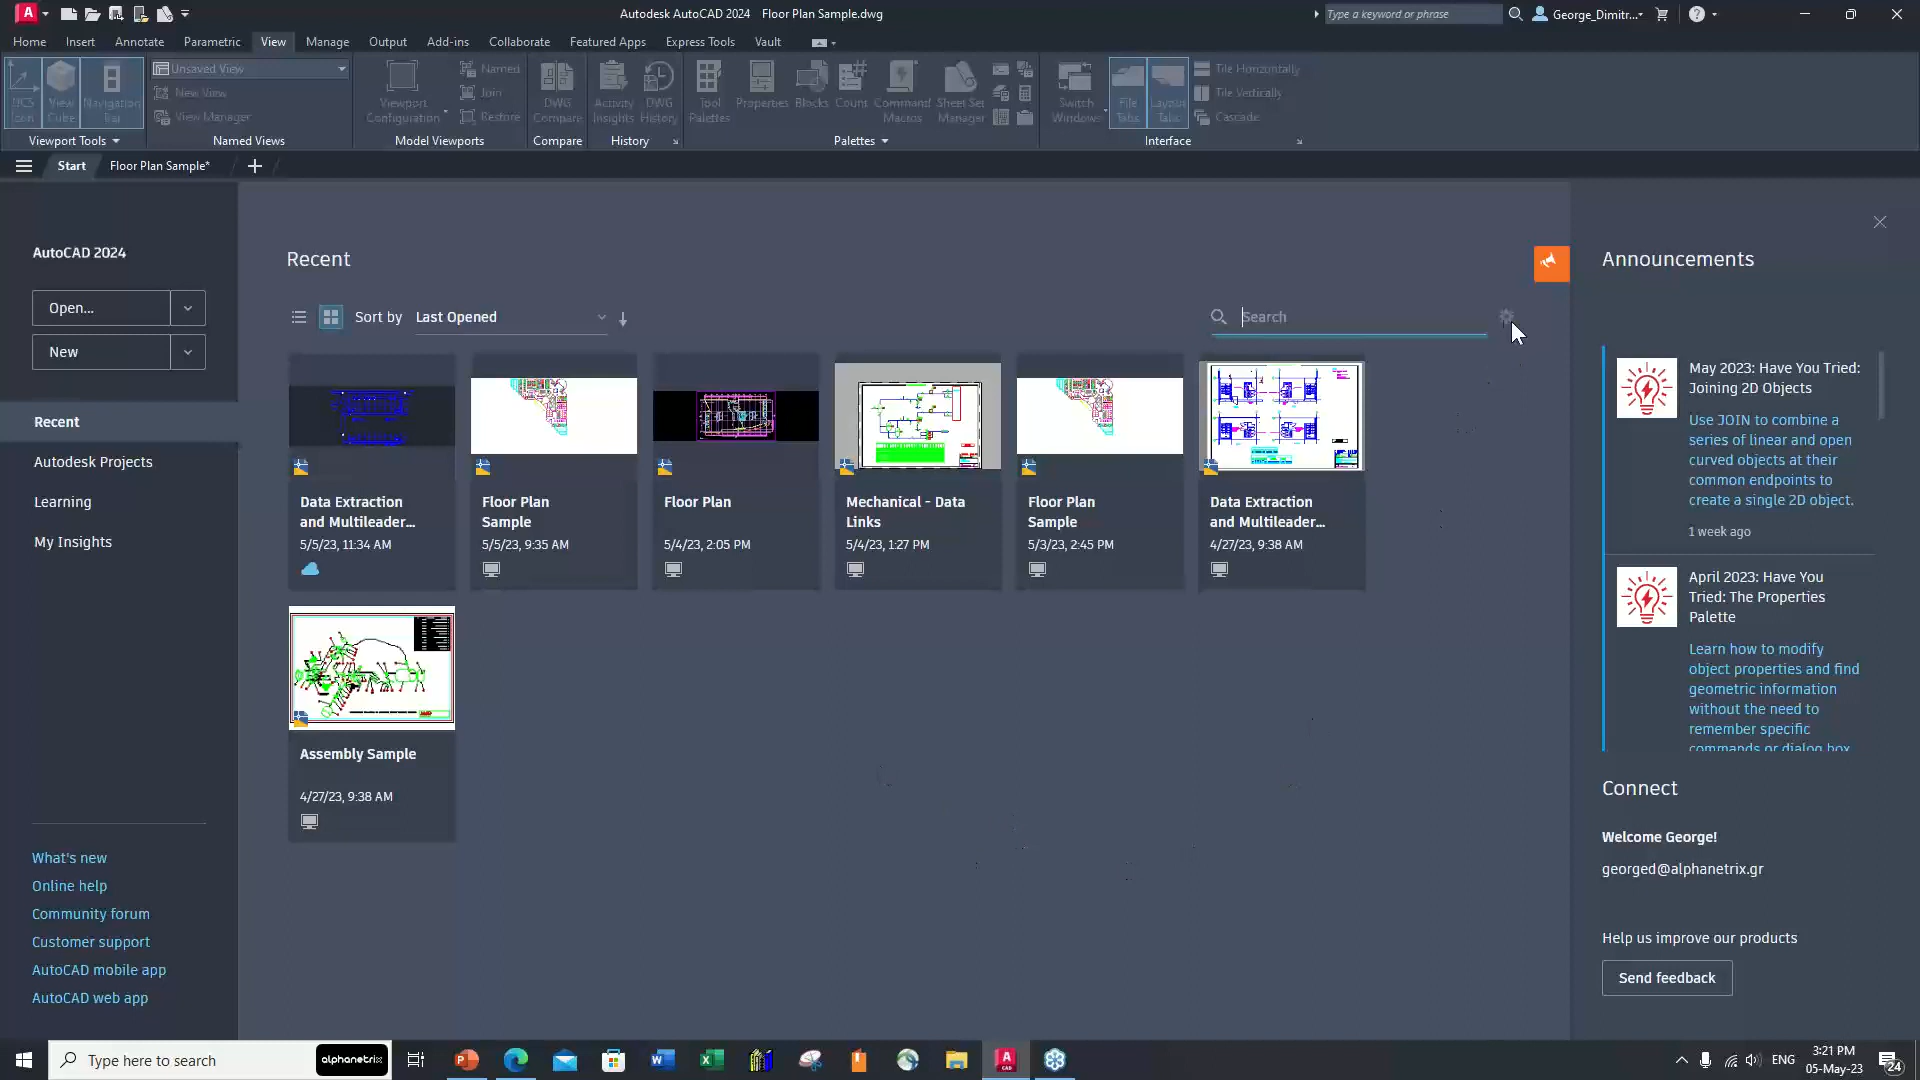 Autodesk AutoCAD 2024 Floor Plan Sample.dwg
Type a keyword or phrase
George_Dimitr...
Home Insert Annotate Parametric View Manage Output Add-ins Collaborate Featured Apps Express Tools Vault
UCS Icon
View Cube
Navigation Bar
Unsaved View
New View
View Manager
Viewport Configuration
Named
Join
Restore
DWG Compare
Activity Insights
DWG History
Tool Palettes
Properties
Blocks
Count
Command Macros
Sheet Set Manager
Switch Windows
File Tabs
Layout Tabs
Tile Horizontally
Tile Vertically
Cascade
Viewport Tools Named Views Model Viewports Compare History Palettes Interface
Start Floor Plan Sample*
AutoCAD 2024
Open...
New
Recent
Autodesk Projects
Learning
My Insights
What's new
Online help
Community forum
Customer support
AutoCAD mobile app
AutoCAD web app
Recent
Sort by Last Opened
Search
Data Extraction
and Multileader...
5/5/23, 11:34 AM
Floor Plan
Sample
5/5/23, 9:35 AM
Floor Plan
5/4/23, 2:05 PM
Mechanical - Data
Links
5/4/23, 1:27 PM
Floor Plan
Sample
5/3/23, 2:45 PM
Data Extraction
and Multileader...
4/27/23, 9:38 AM
Assembly Sample
4/27/23, 9:38 AM
Announcements
May 2023: Have You Tried:
Joining 2D Objects
Use JOIN to combine a
series of linear and open
curved objects at their
common endpoints to
create a single 2D object.
1 week ago
April 2023: Have You
Tried: The Properties
Palette
Learn how to modify
object properties and find
geometric information
without the need to
remember specific
commands or dialog box
Connect
Welcome George!
georged@alphanetrix.gr
Help us improve our products
Send feedback
Type here to search
alphanetrix
ENG
3:21 PM
05-May-23
24